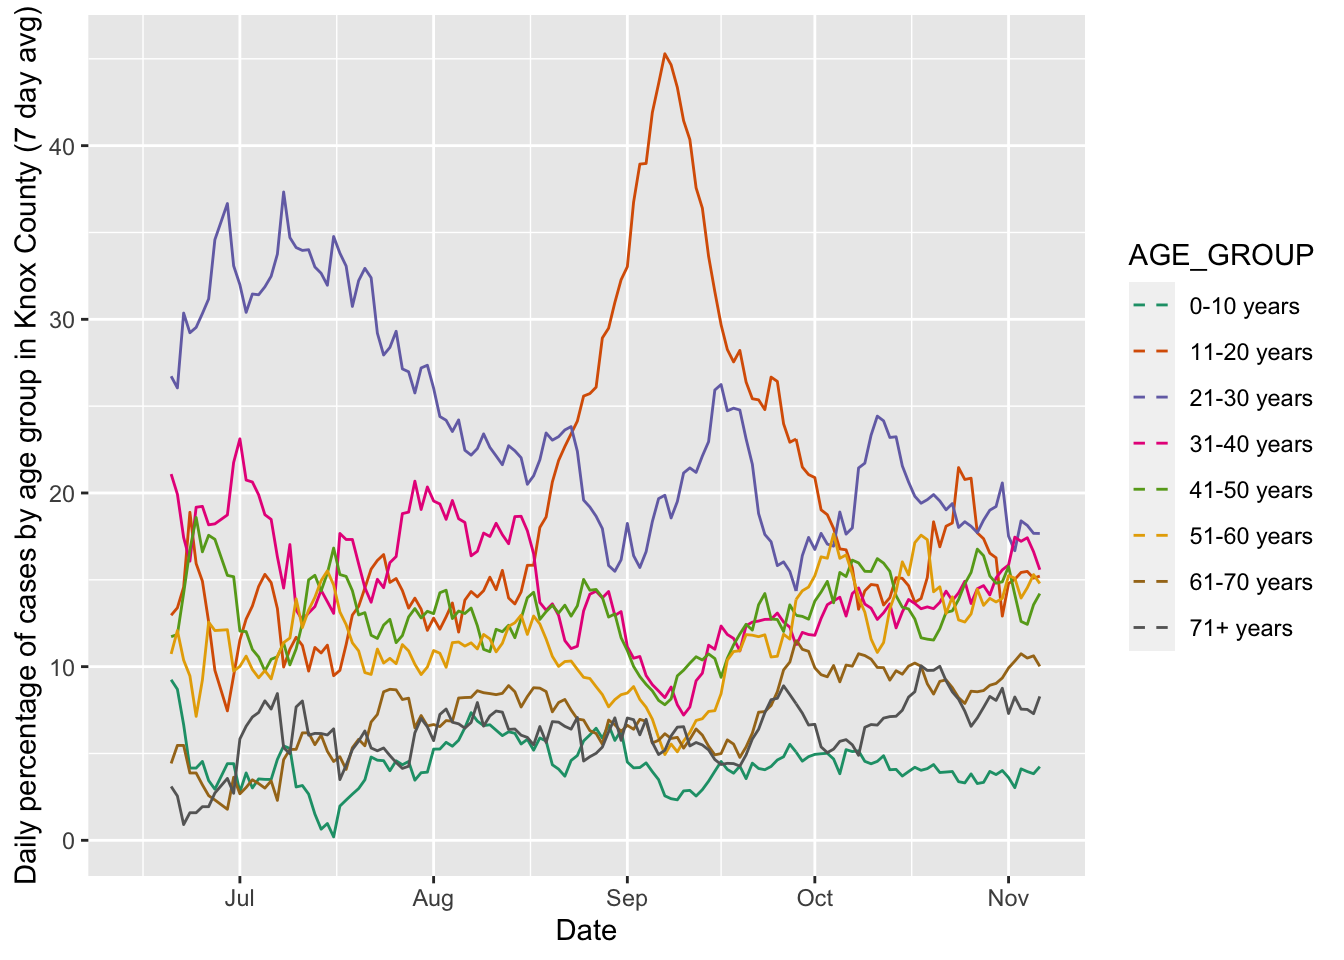 Daily percentage of cases by age group in Knox County (7 day avg)
40
30
20
10
0
Jul Aug Sep Oct Nov
Date
AGE_GROUP
0-10 years
11-20 years
21-30 years
31-40 years
41-50 years
51-60 years
61-70 years
71+ years